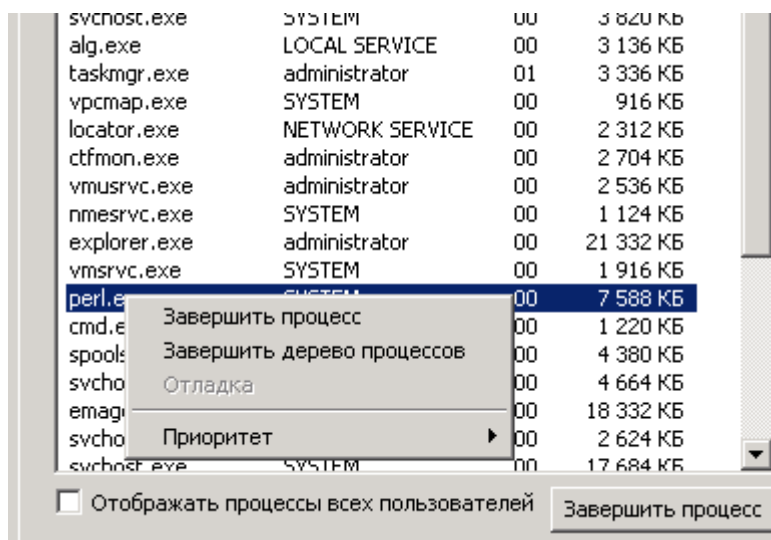 svchost.exe SYSTEM 00 3 820 КБ
alg.exe LOCAL SERVICE 00 3 136 КБ
taskmgr.exe administrator 01 3 336 КБ
vpcmap.exe SYSTEM 00 916 КБ
locator.exe NETWORK SERVICE 00 2 312 КБ
ctfmon.exe administrator 00 2 704 КБ
vmusrvc.exe administrator 00 2 536 КБ
nmesrvc.exe SYSTEM 00 1 124 КБ
explorer.exe administrator 00 21 332 КБ
vmsrvc.exe SYSTEM 00 1 916 КБ
perl.e SYSTEM 00 7 588 КБ
Завершить процесс
cmd.e 00 1 220 КБ
Завершить дерево процессов
spools 00 4 380 КБ
Отладка
svcho 00 4 664 КБ
emag 00 18 332 КБ
Приоритет
svcho 00 2 624 КБ
svchost.exe SYSTEM 00 17 684 КБ
Отображать процессы всех пользователей
Завершить процесс